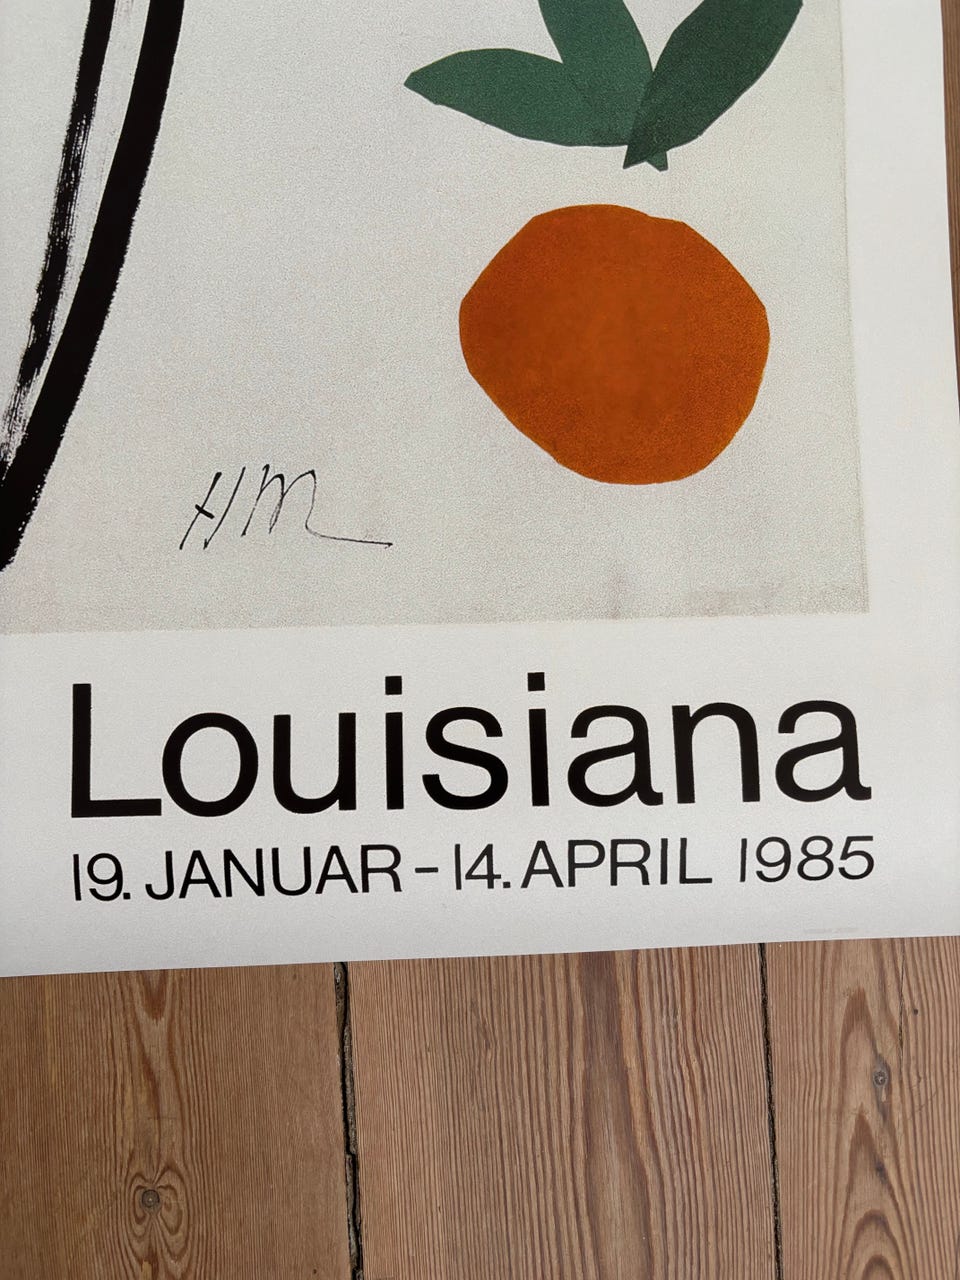 HM
Louisiana
19. JANUAR - 14. APRIL 1985